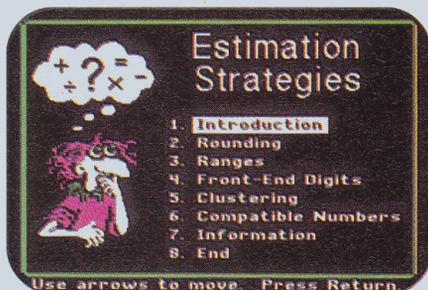 + ? = -
÷ ×
Estimation
Strategies
1. Introduction
2. Rounding
3. Ranges
4. Front-End Digits
5. Clustering
6. Compatible Numbers
7. Information
8. End
Use arrows to move. Press Return